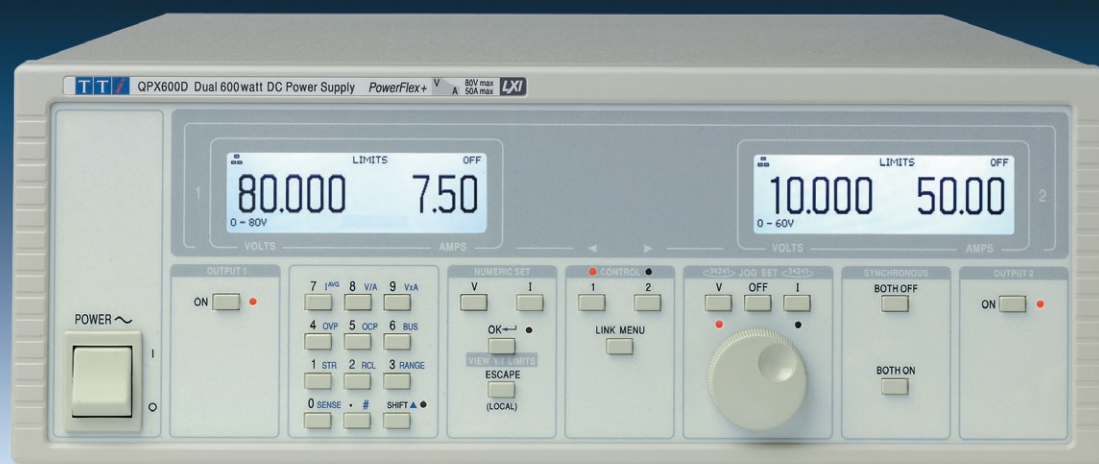 TTi QPX600D Dual 600watt DC Power Supply PowerFlex+ V A 80V max 50A max LXI
1
LIMITS OFF
80.000 7.50
0 - 80V
VOLTS AMPS
LIMITS OFF
10.000 50.00
0 - 60V
VOLTS AMPS
2
POWER
I
O
OUTPUT 1
ON
7 IAVG 8 V/A 9 VxA
4 OVP 5 OCP 6 BUS
1 STR 2 RCL 3 RANGE
0 SENSE . # SHIFT
NUMERIC SET
V I
OK
VIEW V/I LIMITS
ESCAPE
(LOCAL)
CONTROL
1 2
LINK MENU
JOG SET
V OFF I
SYNCHRONOUS
BOTH OFF
BOTH ON
OUTPUT 2
ON